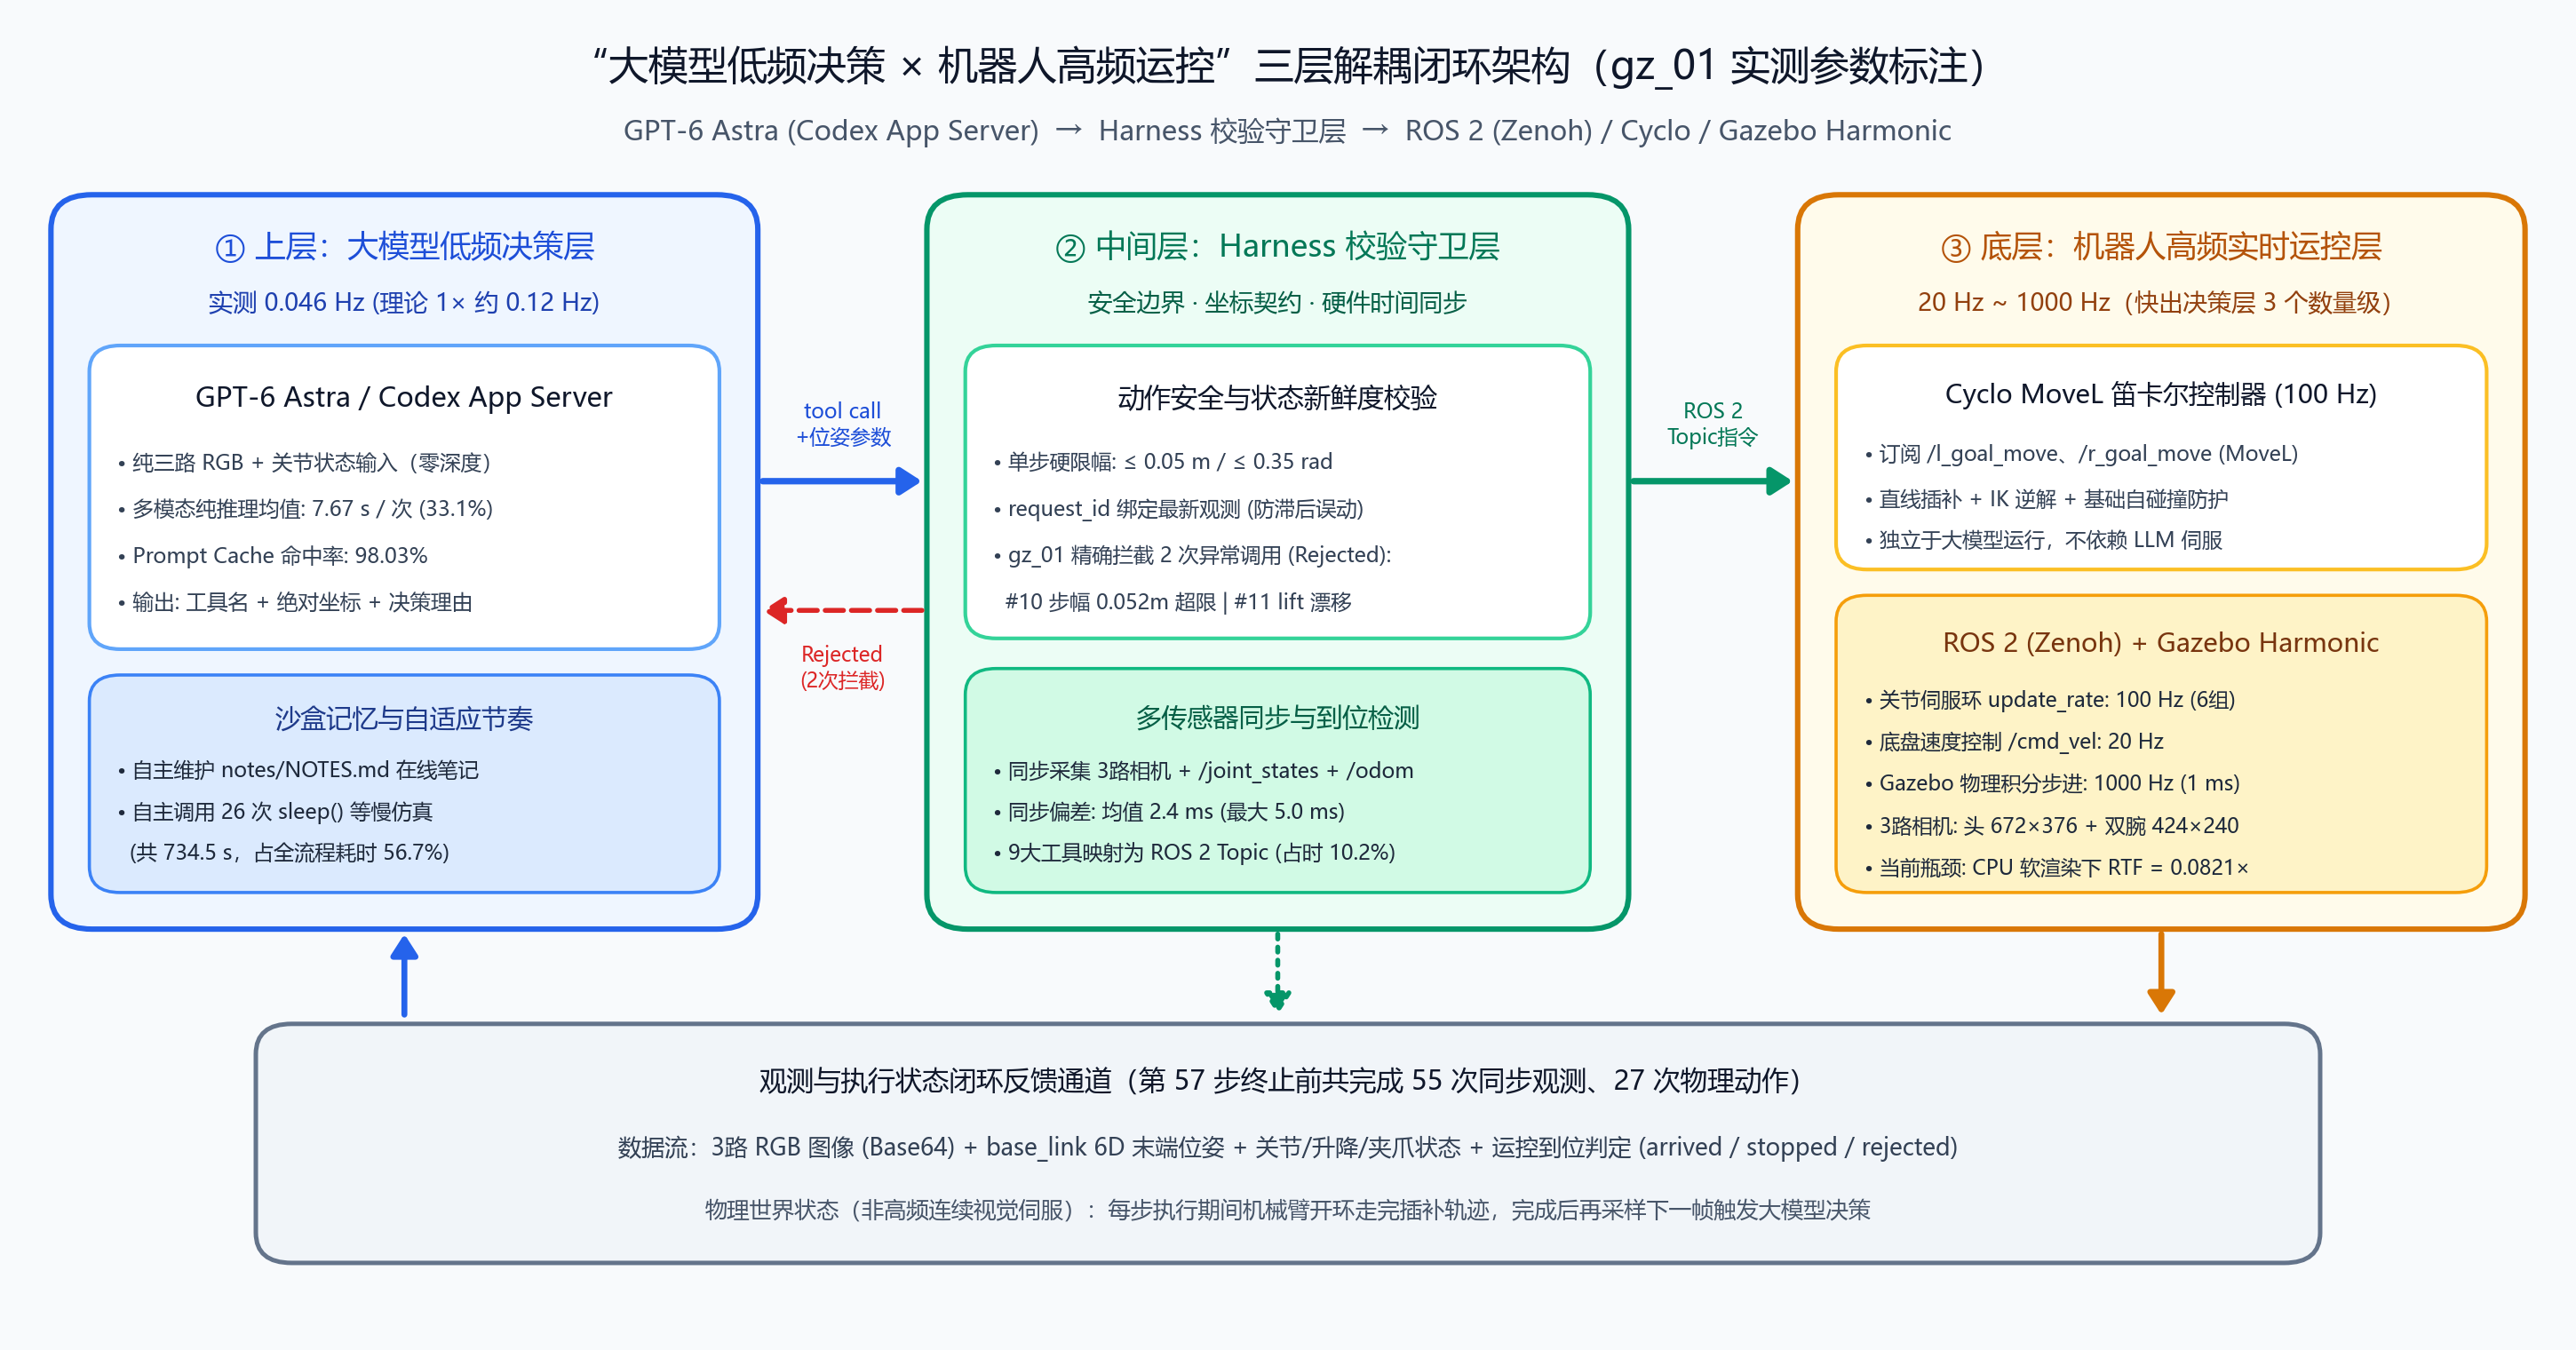 “大模型低频决策 × 机器人高频运控”三层解耦闭环架构（gz_01 实测参数标注）
GPT-6 Astra (Codex App Server) → Harness 校验守卫层 → ROS 2 (Zenoh) / Cyclo / Gazebo Harmonic
① 上层：大模型低频决策层
实测 0.046 Hz (理论 1× 约 0.12 Hz)
GPT-6 Astra / Codex App Server
• 纯三路 RGB + 关节状态输入（零深度）
• 多模态纯推理均值: 7.67 s / 次 (33.1%)
• Prompt Cache 命中率: 98.03%
• 输出: 工具名 + 绝对坐标 + 决策理由
沙盒记忆与自适应节奏
• 自主维护 notes/NOTES.md 在线笔记
• 自主调用 26 次 sleep() 等慢仿真
(共 734.5 s，占全流程耗时 56.7%)
tool call
+位姿参数
Rejected
(2次拦截)
② 中间层：Harness 校验守卫层
安全边界 · 坐标契约 · 硬件时间同步
动作安全与状态新鲜度校验
• 单步硬限幅: ≤ 0.05 m / ≤ 0.35 rad
• request_id 绑定最新观测 (防滞后误动)
• gz_01 精确拦截 2 次异常调用 (Rejected):
#10 步幅 0.052m 超限 | #11 lift 漂移
多传感器同步与到位检测
• 同步采集 3路相机 + /joint_states + /odom
• 同步偏差: 均值 2.4 ms (最大 5.0 ms)
• 9大工具映射为 ROS 2 Topic (占时 10.2%)
ROS 2
Topic指令
③ 底层：机器人高频实时运控层
20 Hz ~ 1000 Hz（快出决策层 3 个数量级）
Cyclo MoveL 笛卡尔控制器 (100 Hz)
• 订阅 /l_goal_move、/r_goal_move (MoveL)
• 直线插补 + IK 逆解 + 基础自碰撞防护
• 独立于大模型运行，不依赖 LLM 伺服
ROS 2 (Zenoh) + Gazebo Harmonic
• 关节伺服环 update_rate: 100 Hz (6组)
• 底盘速度控制 /cmd_vel: 20 Hz
• Gazebo 物理积分步进: 1000 Hz (1 ms)
• 3路相机: 头 672×376 + 双腕 424×240
• 当前瓶颈: CPU 软渲染下 RTF = 0.0821×
观测与执行状态闭环反馈通道（第 57 步终止前共完成 55 次同步观测、27 次物理动作）
数据流：3路 RGB 图像 (Base64) + base_link 6D 末端位姿 + 关节/升降/夹爪状态 + 运控到位判定 (arrived / stopped / rejected)
物理世界状态（非高频连续视觉伺服）：每步执行期间机械臂开环走完插补轨迹，完成后再采样下一帧触发大模型决策